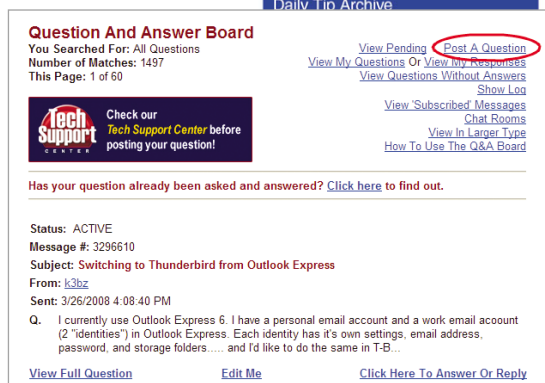 Daily Tip Archive
Question And Answer Board
You Searched For: All Questions
Number of Matches: 1497
This Page: 1 of 60
View Pending Post A Question
View My Questions Or View My Responses
View Questions Without Answers
Show Log
View 'Subscribed' Messages
Chat Rooms
View In Larger Type
How To Use The Q&A Board
Tech
Support
CENTER
Check our
Tech Support Center before
posting your question!
Has your question already been asked and answered? Click here to find out.
Status: ACTIVE
Message #: 3296610
Subject: Switching to Thunderbird from Outlook Express
From: k3bz
Sent: 3/26/2008 4:08:40 PM
Q. I currently use Outlook Express 6. I have a personal email account and a work email acount
(2 "identities") in Outlook Express. Each identity has it's own settings, email address,
password, and storage folders..... and I'd like to do the same in T-B...
View Full Question Edit Me Click Here To Answer Or Reply